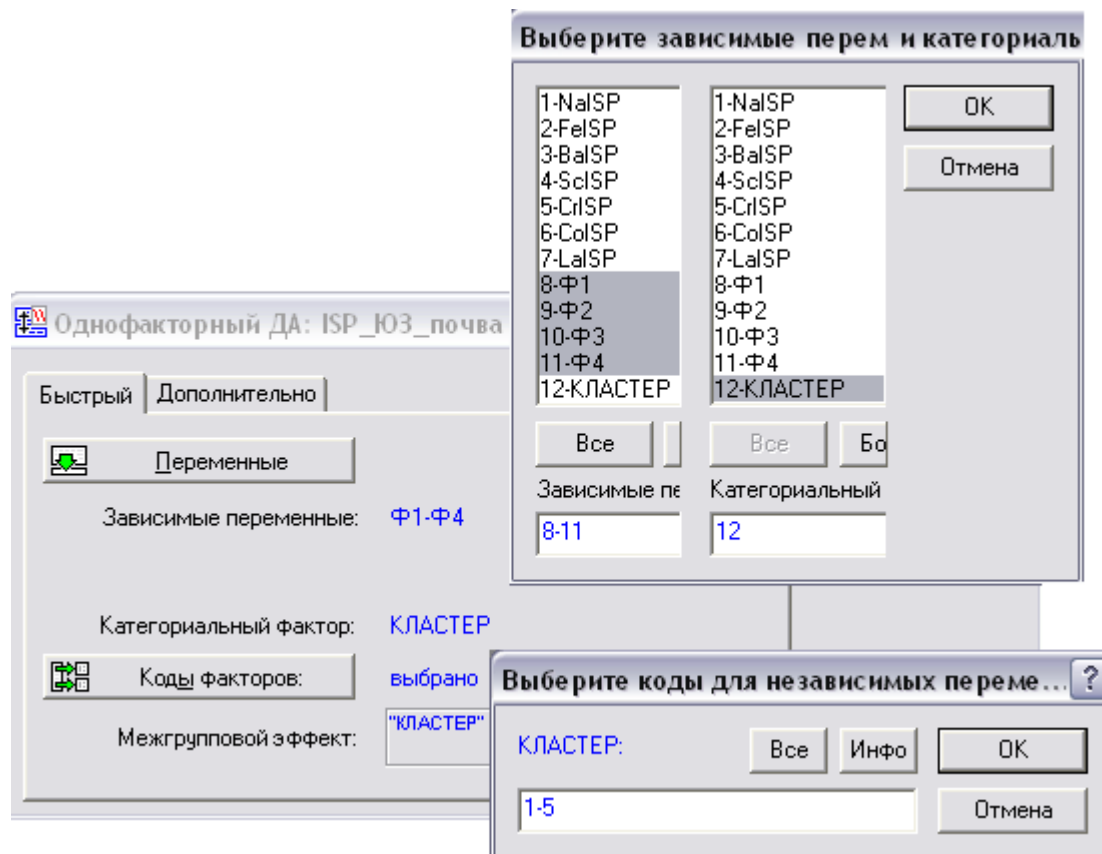 Выберите зависимые перем и категориаль
1-NaISP
2-FeISP
3-BaISP
4-ScISP
5-CrISP
6-CoISP
7-LaISP
8-Ф1
9-Ф2
10-Ф3
11-Ф4
12-КЛАСТЕР
1-NaISP
2-FeISP
3-BaISP
4-ScISP
5-CrISP
6-CoISP
7-LaISP
8-Ф1
9-Ф2
10-Ф3
11-Ф4
12-КЛАСТЕР
OK
Отмена
Все
Все
Бо
Зависимые пе
Категориальный
8-11
12
Однофакторный ДА: ISP_ЮЗ_почва
Быстрый
Дополнительно
Переменные
Зависимые переменные: Ф1-Ф4
Категориальный фактор: КЛАСТЕР
Коды факторов: выбрано
Межгрупповой эффект: "КЛАСТЕР"
Выберите коды для независимых переме... ?
КЛАСТЕР:
Все
Инфо
OK
1-5
Отмена